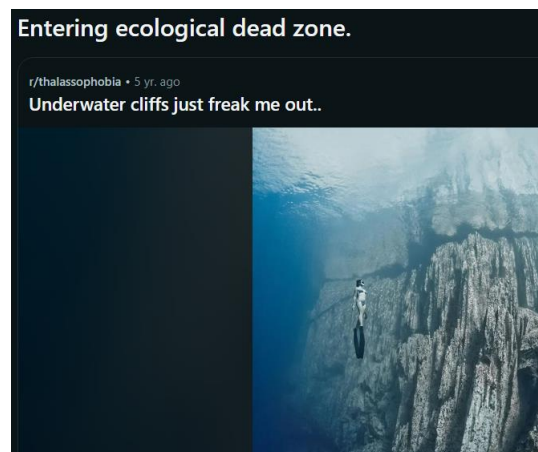 Entering ecological dead zone.
r/thalassophobia • 5 yr. ago
Underwater cliffs just freak me out..